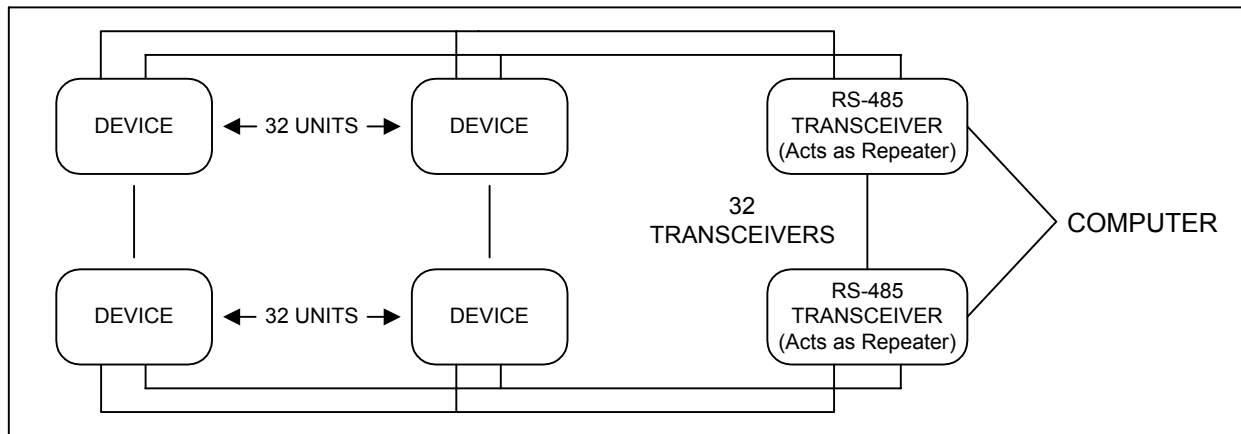 DEVICE
32 UNITS
DEVICE
RS-485
TRANSCEIVER
(Acts as Repeater)
32
TRANSCEIVERS
COMPUTER
DEVICE
32 UNITS
DEVICE
RS-485
TRANSCEIVER
(Acts as Repeater)